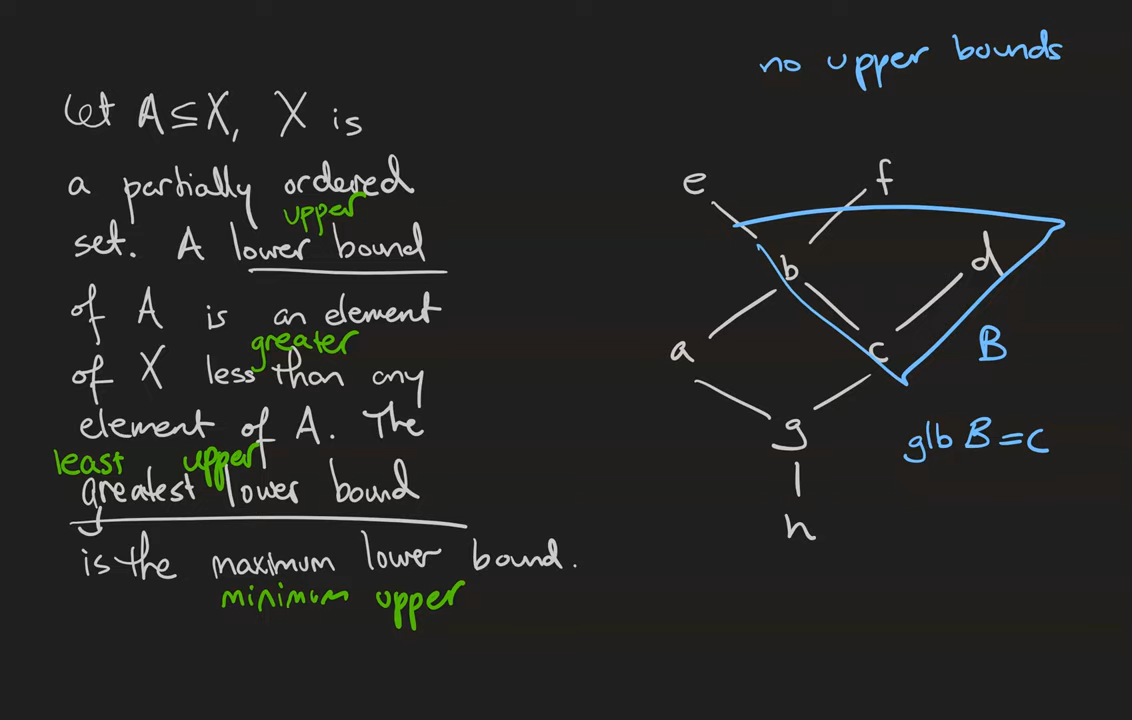 no upper bounds
Let A ⊆ X, X is
a partially ordered
upper
set. A lower bound
of A is an element
greater
of X less than any
element of A. The
least upper
greatest lower bound
is the maximum lower bound.
minimum upper
e f
b d
a c
B
g
glb B = c
h